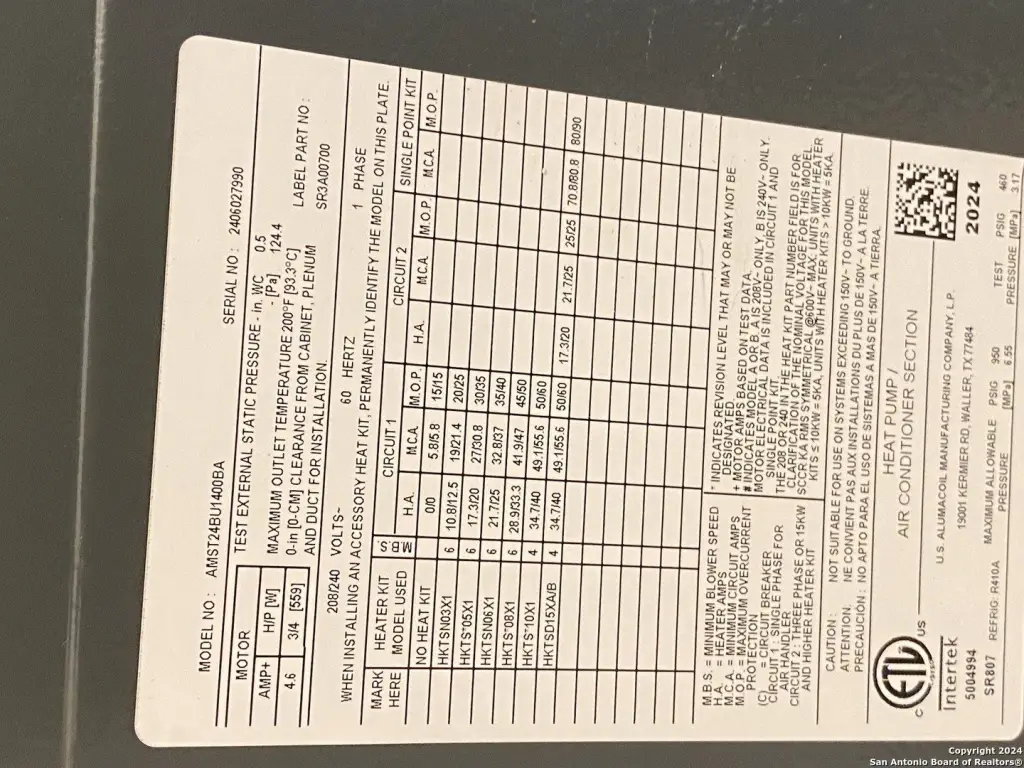 MODEL NO : AMST24BU1400BA SERIAL NO : 2406027990
MOTOR TEST EXTERNAL STATIC PRESSURE - in. WC 0.5
- [Pa] 124.4
AMP+ H/P [W] MAXIMUM OUTLET TEMPERATURE 200°F [93.3°C]
4.6 3/4 [559] 0-in [0-CM] CLEARANCE FROM CABINET, PLENUM LABEL PART NO :
AND DUCT FOR INSTALLATION. SR3A00700
208/240 VOLTS~ 60 HERTZ 1 PHASE
WHEN INSTALLING AN ACCESSORY HEAT KIT, PERMANENTLY IDENTIFY THE MODEL ON THIS PLATE.
MARK HERE HEATER KIT MODEL USED M.B.S. CIRCUIT 1 CIRCUIT 2 SINGLE POINT KIT
H.A. M.C.A. M.O.P. H.A. M.C.A. M.O.P. M.C.A. M.O.P.
NO HEAT KIT 0/0 5.8/5.8 15/15
HKTSN03X1 6 10.8/12.5 19/21.4 20/25
HKTS*05X1 6 17.3/20 27/30.8 30/35
HKTSN06X1 6 21.7/25 32.8/37 35/40
HKTS*08X1 6 28.9/33.3 41.9/47 45/50
HKTS*10X1 4 34.7/40 49.1/55.6 50/60
HKTSD15XA/B 4 34.7/40 49.1/55.6 50/60 17.3/20 21.7/25 25/25 70.8/80.8 80/90
M.B.S. = MINIMUM BLOWER SPEED
H.A. = HEATER AMPS
M.C.A. = MINIMUM CIRCUIT AMPS
M.O.P = MAXIMUM OVERCURRENT
PROTECTION
(C) = CIRCUIT BREAKER
CIRCUIT 1 : SINGLE PHASE FOR
AIR HANDLER
CIRCUIT 2 : THREE PHASE OR 15KW
AND HIGHER HEATER KIT
* INDICATES REVISION LEVEL THAT MAY OR MAY NOT BE
DESIGNATED.
+ MOTOR AMPS BASED ON TEST DATA.
# INDICATES MODEL A OR B. A IS 208V~ ONLY, B IS 240V~ ONLY.
MOTOR ELECTRICAL DATA IS INCLUDED IN CIRCUIT 1 AND
SINGLE POINT KIT.
THE 208 OR 240 IN THE HEAT KIT PART NUMBER FIELD IS FOR
CLARIFICATION OF THE NOMINAL VOLTAGE FOR THIS MODEL.
SCCR KA RMS SYMMETRICAL @600V~ MAX. UNITS WITH HEATER
KITS ≤ 10KW = 5KA, UNITS WITH HEATER KITS > 10KW = 5KA.
CAUTION : NOT SUITABLE FOR USE ON SYSTEMS EXCEEDING 150V~ TO GROUND.
ATTENTION. NE CONVIENT PAS AUX INSTALLATIONS DU PLUS DE 150V~ A LA TERRE.
PRECAUCIÓN : NO APTO PARA EL USO DE SISTEMAS A MAS DE 150V~ A TIERRA.
HEAT PUMP /
AIR CONDITIONER SECTION
C ETL US
Intertek
5004994
2024
U.S. ALUMACOIL MANUFACTURING COMPANY, L.P.
19001 KERMIER RD, WALLER, TX 77484
SR807 REFRIG: R410A MAXIMUM ALLOWABLE PRESSURE PSIG 950 [MPa] 6.55 TEST PRESSURE PSIG 460 [MPa] 3.17
Copyright 2024
San Antonio Board of Realtors®